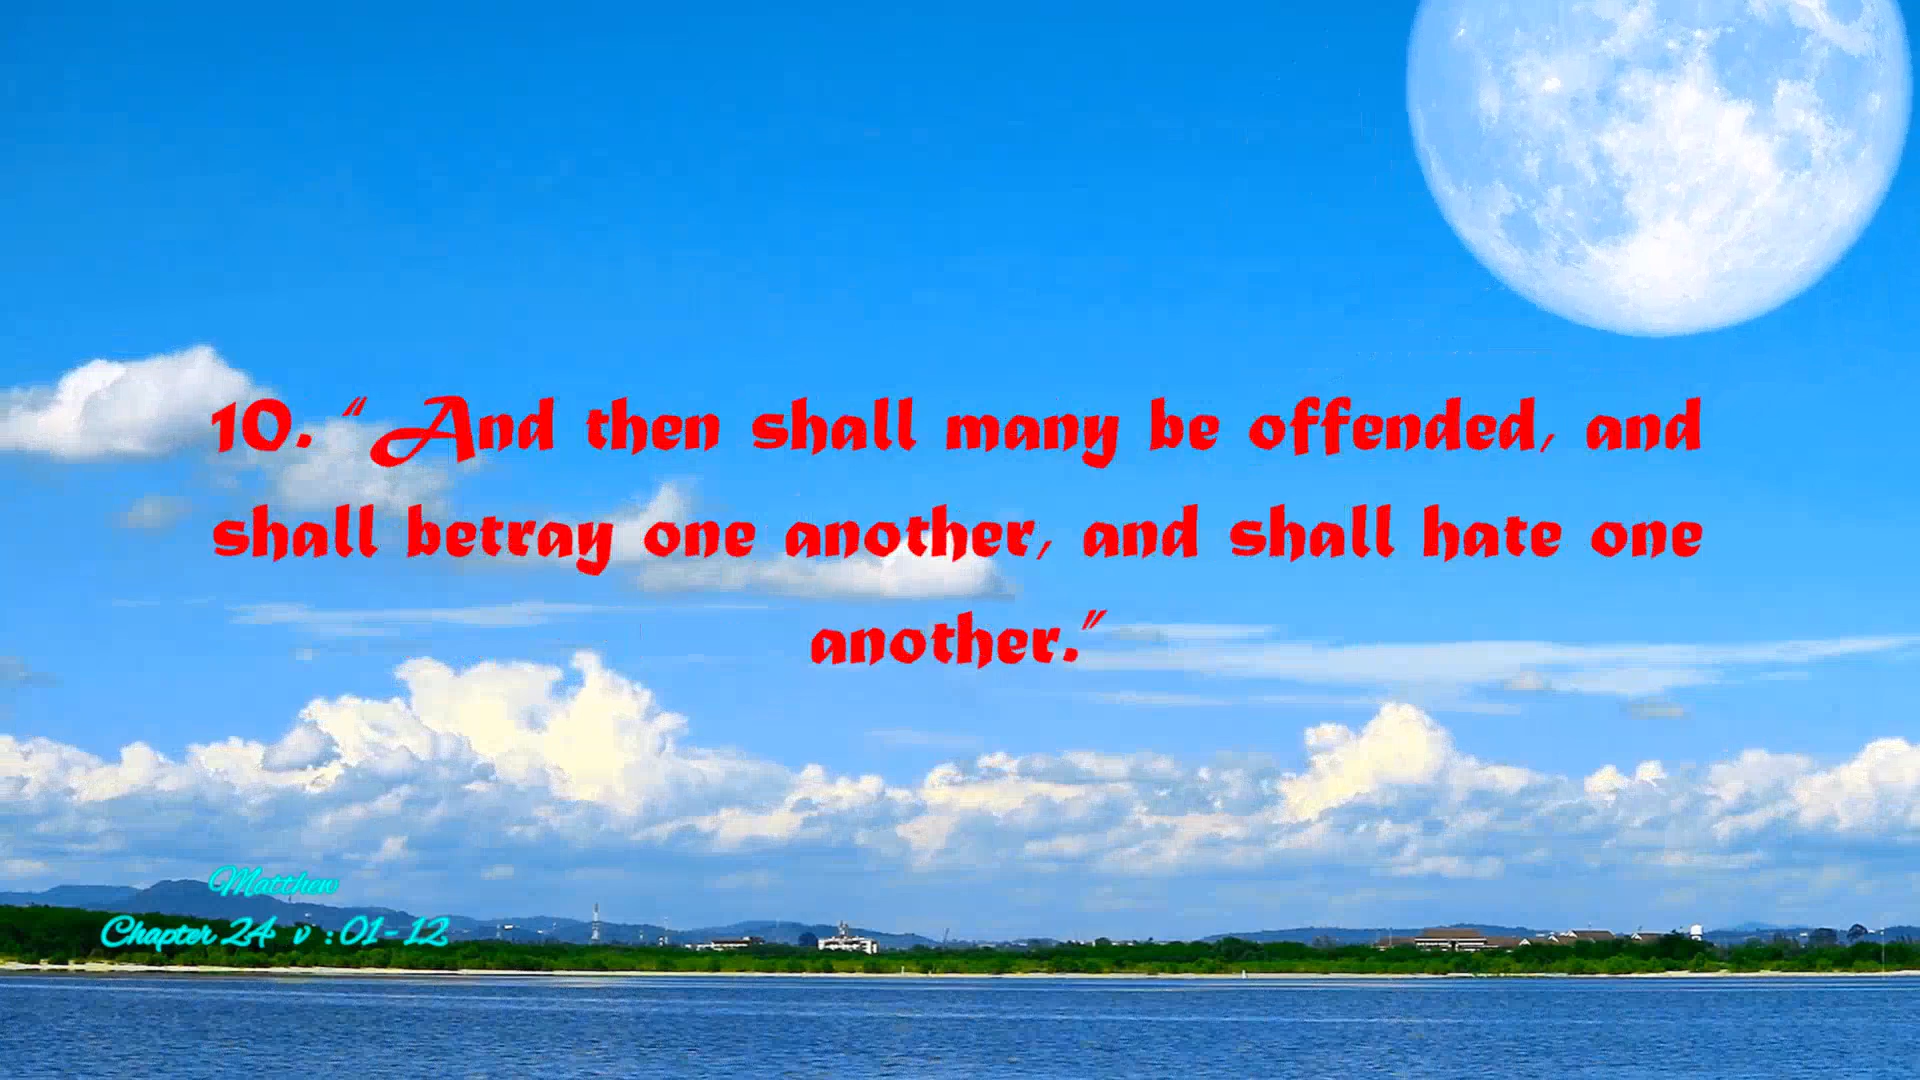 10. “And then shall many be offended, and
shall betray one another, and shall hate one
another.”
Matthew
Chapter 24 v : 01-12